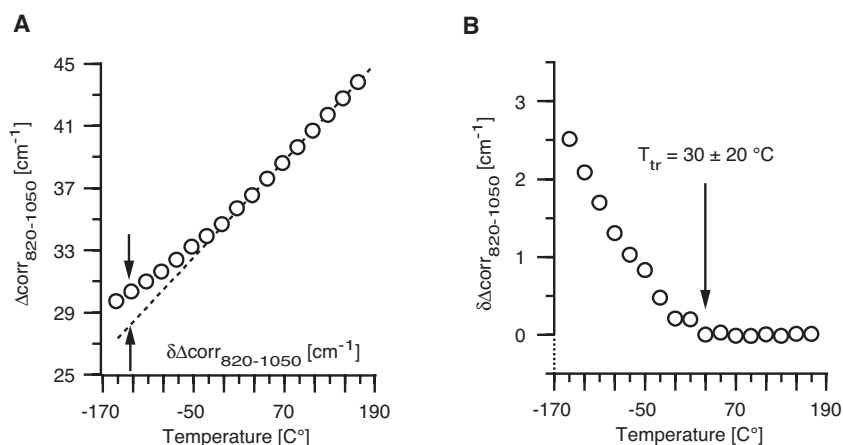 A
Δcorr820-1050 [cm-1]
45
41
37
33
29
25
δΔcorr820-1050 [cm-1]
-170
-50
70
190
Temperature [C°]
B
δΔcorr820-1050 [cm-1]
3
2
1
0
Ttr = 30 ± 20 °C
-170
-50
70
190
Temperature [C°]